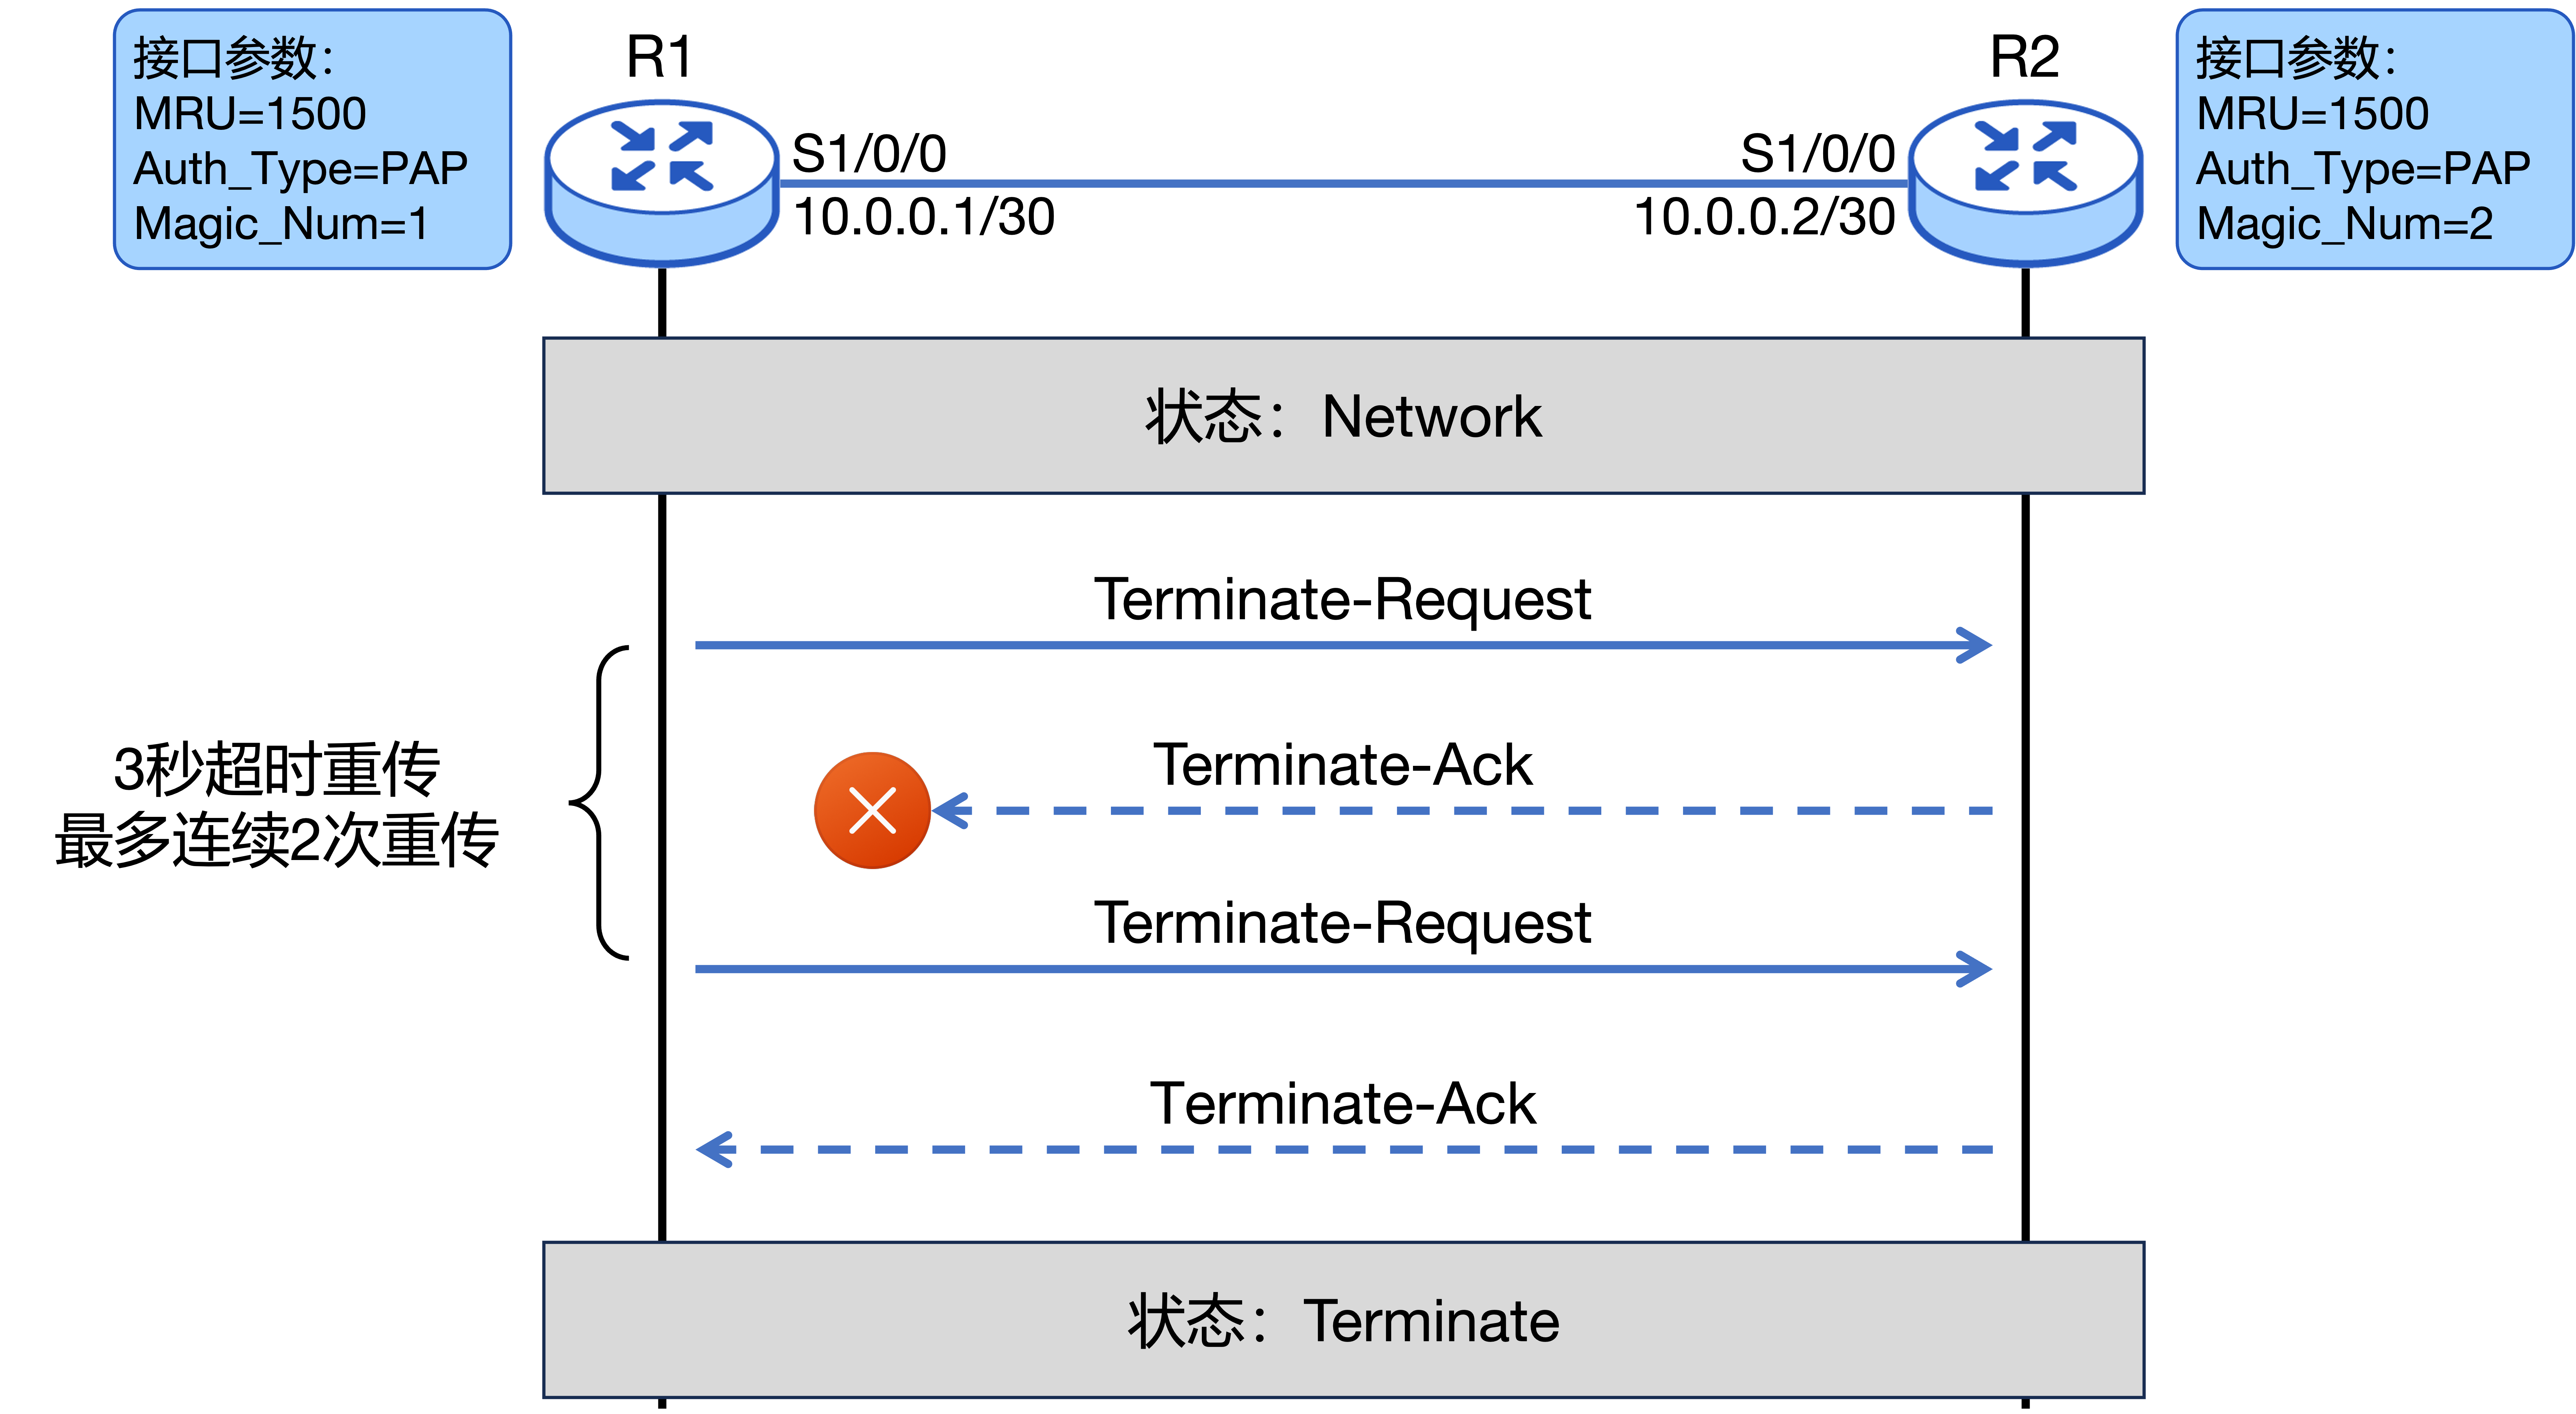 接口参数：
MRU=1500
Auth_Type=PAP
Magic_Num=1
R1
S1/0/0
10.0.0.1/30
R2
S1/0/0
10.0.0.2/30
接口参数：
MRU=1500
Auth_Type=PAP
Magic_Num=2
状态：Network
Terminate-Request
3秒超时重传
最多连续2次重传
Terminate-Ack
Terminate-Request
Terminate-Ack
状态：Terminate